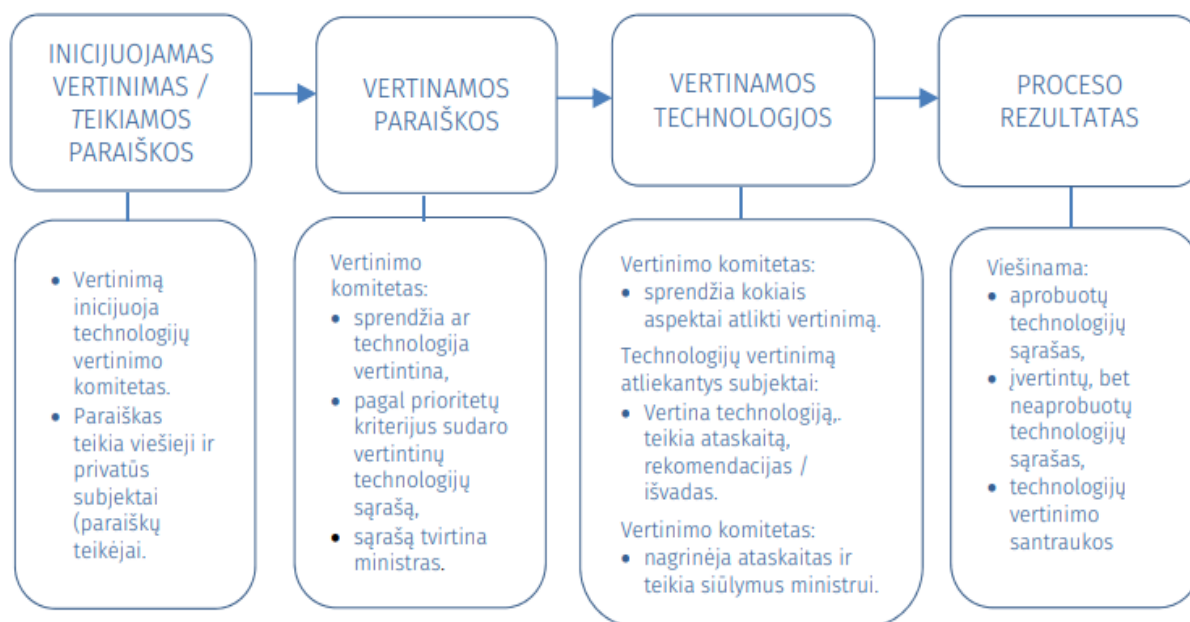 INICIJUOJAMAS
VERTINIMAS /
TEIKIAMOS
PARAIŠKOS
VERTINAMOS
PARAIŠKOS
VERTINAMOS
TECHNOLOGJOS
PROCESO
REZULTATAS
• Vertinimą
inicijuoja
technologijų
vertinimo
komitetas.
• Paraiškas
teikia viešieji ir
privatūs
subjektai
(paraiškų
teikėjai.
Vertinimo
komitetas:
• sprendžia ar
technologija
vertintina,
• pagal prioritetų
kriterijus sudaro
vertintinų
technologijų
sąrašą,
• sąrašą tvirtina
ministras.
Vertinimo komitetas:
• sprendžia kokiais
aspektai atlikti vertinimą.
Technologijų vertinimą
atliekantys subjektai:
• Vertina technologiją,.
teikia ataskaitą,
rekomendacijas /
išvadas.
Vertinimo komitetas:
• nagrinėja ataskaitas ir
teikia siūlymus ministrui.
Viešinama:
• aprobuotų
technologijų
sąrašas,
• įvertintų, bet
neaprobuotų
technologijų
sąrašas,
• technologijų
vertinimo
santraukos